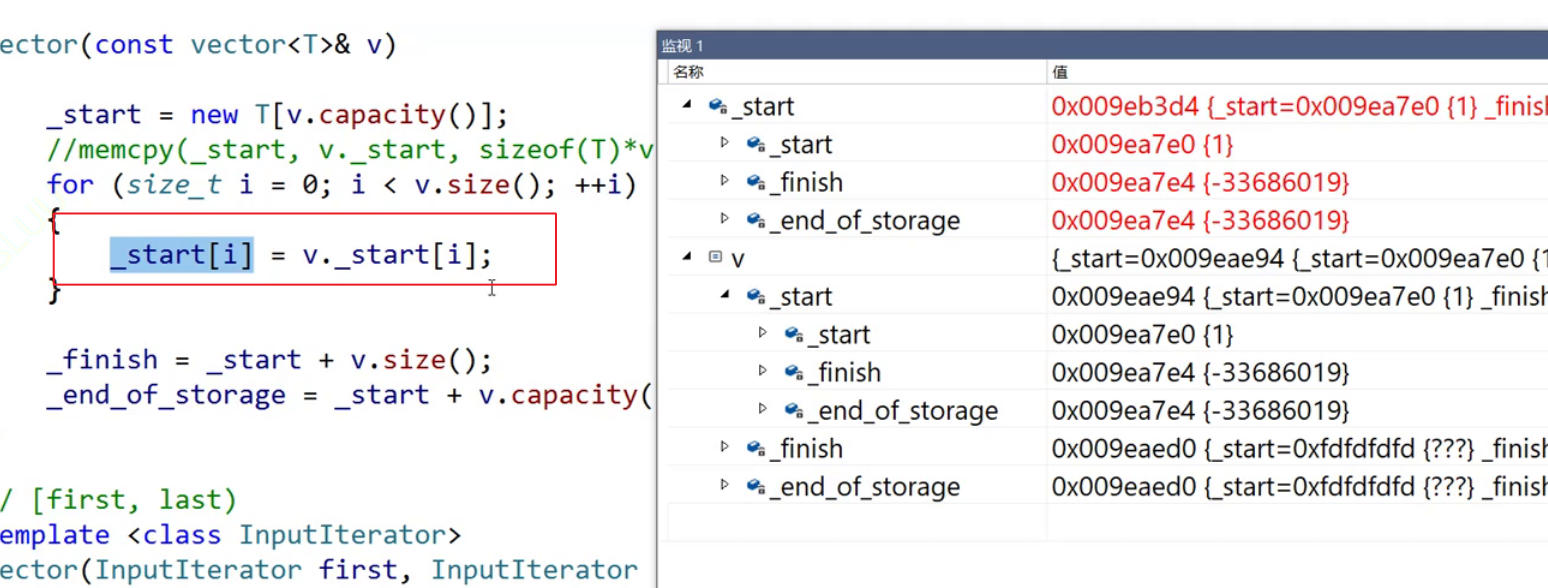 ector(const vector<T>& v)
_start = new T[v.capacity()];
//memcpy(_start, v._start, sizeof(T)*v
for (size_t i = 0; i < v.size(); ++i)
{
_start[i] = v._start[i];
}
_finish = _start + v.size();
_end_of_storage = _start + v.capacity(
/ [first, last)
emplate <class InputIterator>
ector(InputIterator first, InputIterator
监视 1
名称 值
_start 0x009eb3d4 {_start=0x009ea7e0 {1} _finish
_start 0x009ea7e0 {1}
_finish 0x009ea7e4 {-33686019}
_end_of_storage 0x009ea7e4 {-33686019}
v {_start=0x009eae94 {_start=0x009ea7e0 {1
_start 0x009eae94 {_start=0x009ea7e0 {1} _finish
_start 0x009ea7e0 {1}
_finish 0x009ea7e4 {-33686019}
_end_of_storage 0x009ea7e4 {-33686019}
_finish 0x009eaed0 {_start=0xfdfdfdfd {???} _finish
_end_of_storage 0x009eaed0 {_start=0xfdfdfdfd {???} _finish